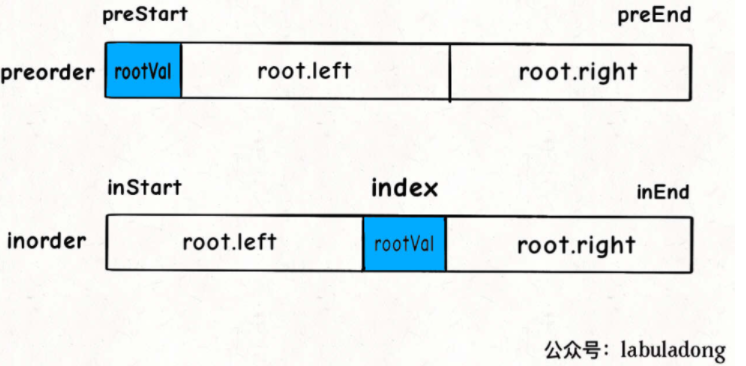 preStart preEnd
preorder rootVal root.left root.right
inStart index inEnd
inorder root.left rootVal root.right
公众号：labuladong